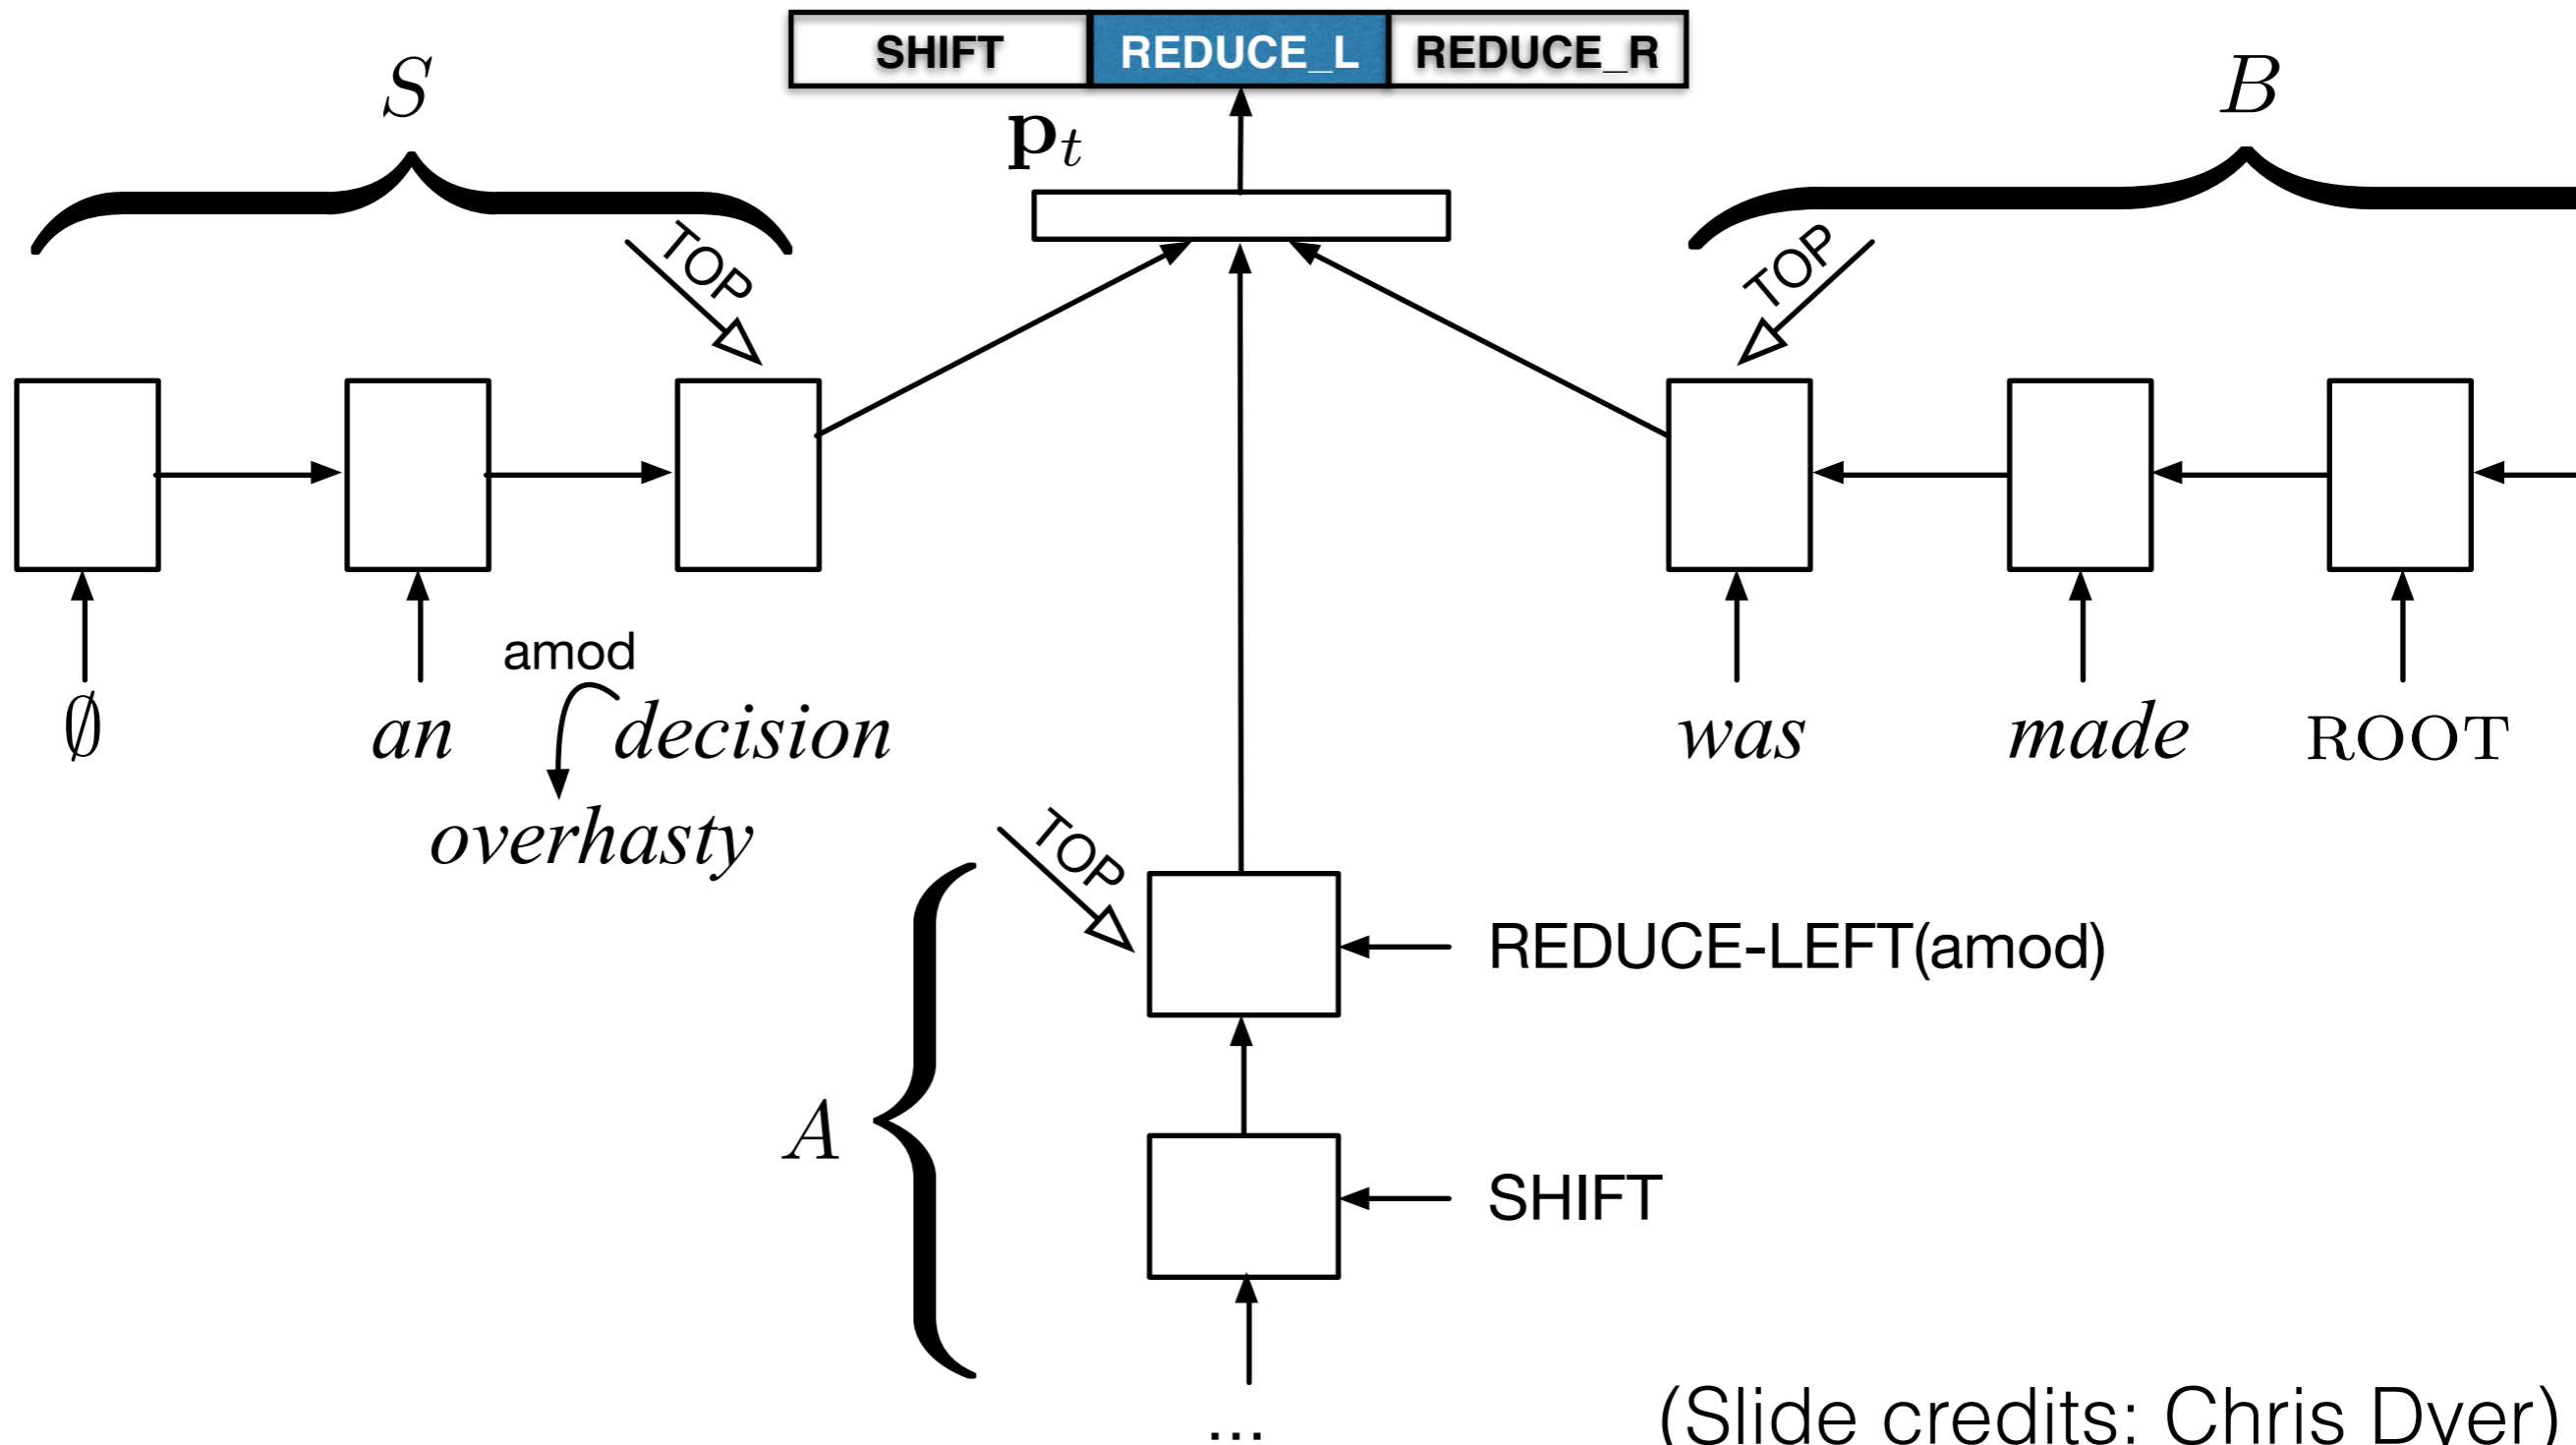 SHIFT REDUCE_L REDUCE_R
S
B
p_t
TOP
TOP
amod
∅ an decision was made ROOT
overhasty
TOP
REDUCE-LEFT(amod)
A
SHIFT
...
(Slide credits: Chris Dyer)